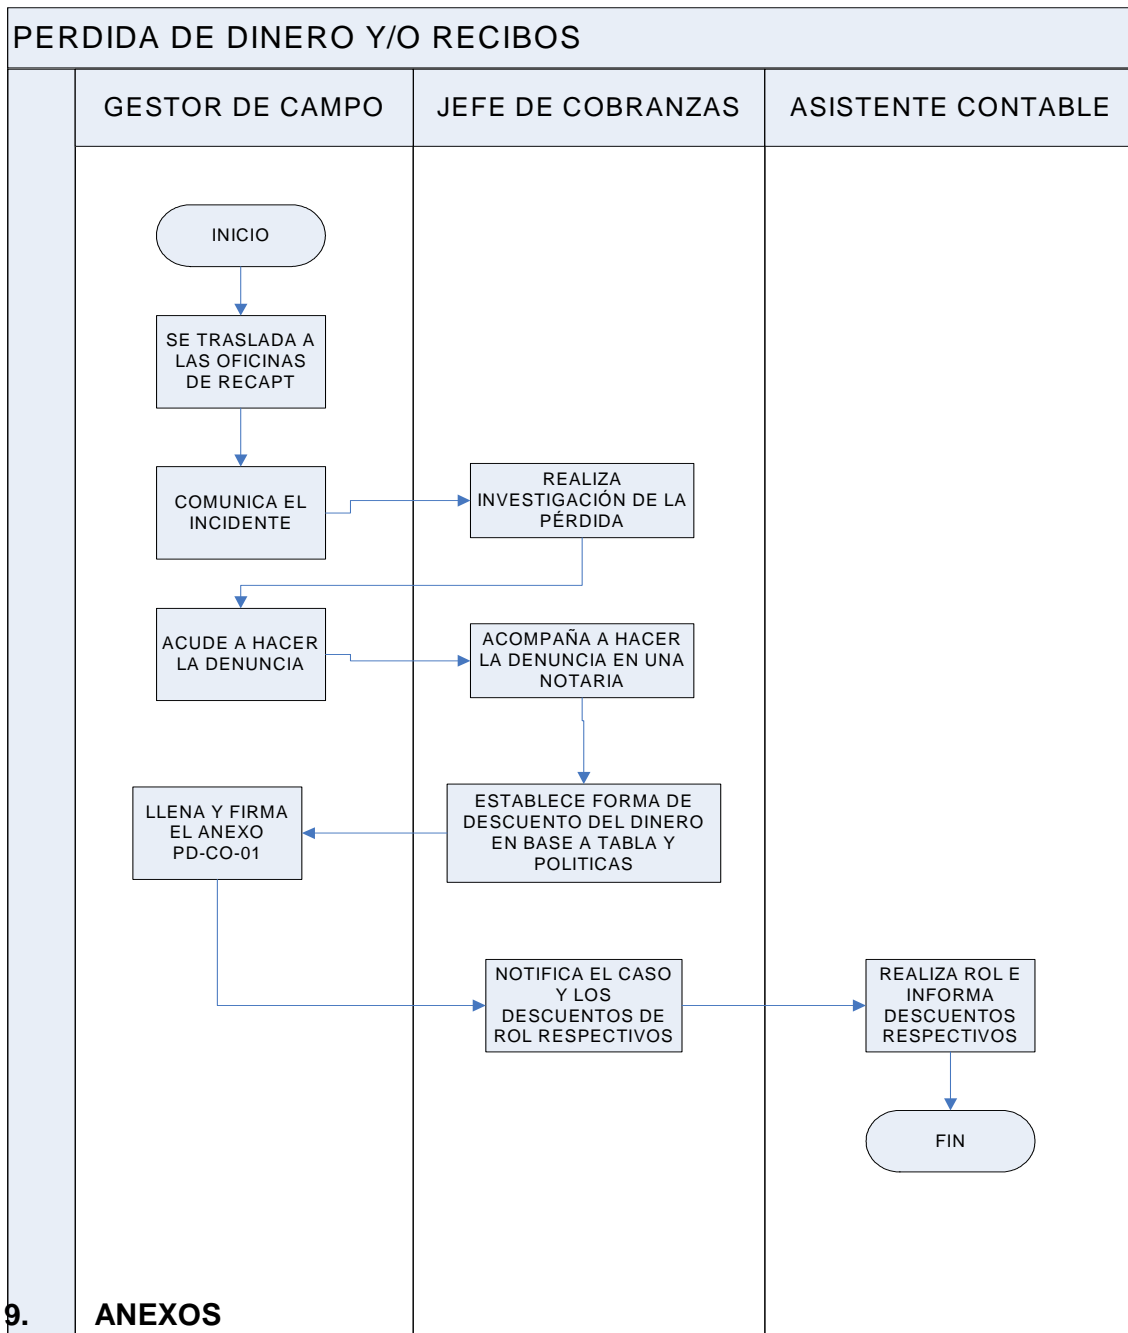 PERDIDA DE DINERO Y/O RECIBOS
GESTOR DE CAMPO
JEFE DE COBRANZAS
ASISTENTE CONTABLE
INICIO
SE TRASLADA A
LAS OFICINAS
DE RECAPT
COMUNICA EL
INCIDENTE
REALIZA
INVESTIGACIÓN DE LA
PÉRDIDA
ACUDE A HACER
LA DENUNCIA
ACOMPAÑA A HACER
LA DENUNCIA EN UNA
NOTARIA
ESTABLECE FORMA DE
DESCUENTO DEL DINERO
EN BASE A TABLA Y
POLITICAS
LLENA Y FIRMA
EL ANEXO
PD-CO-01
NOTIFICA EL CASO
Y LOS
DESCUENTOS DE
ROL RESPECTIVOS
REALIZA ROL E
INFORMA
DESCUENTOS
RESPECTIVOS
FIN
9. ANEXOS